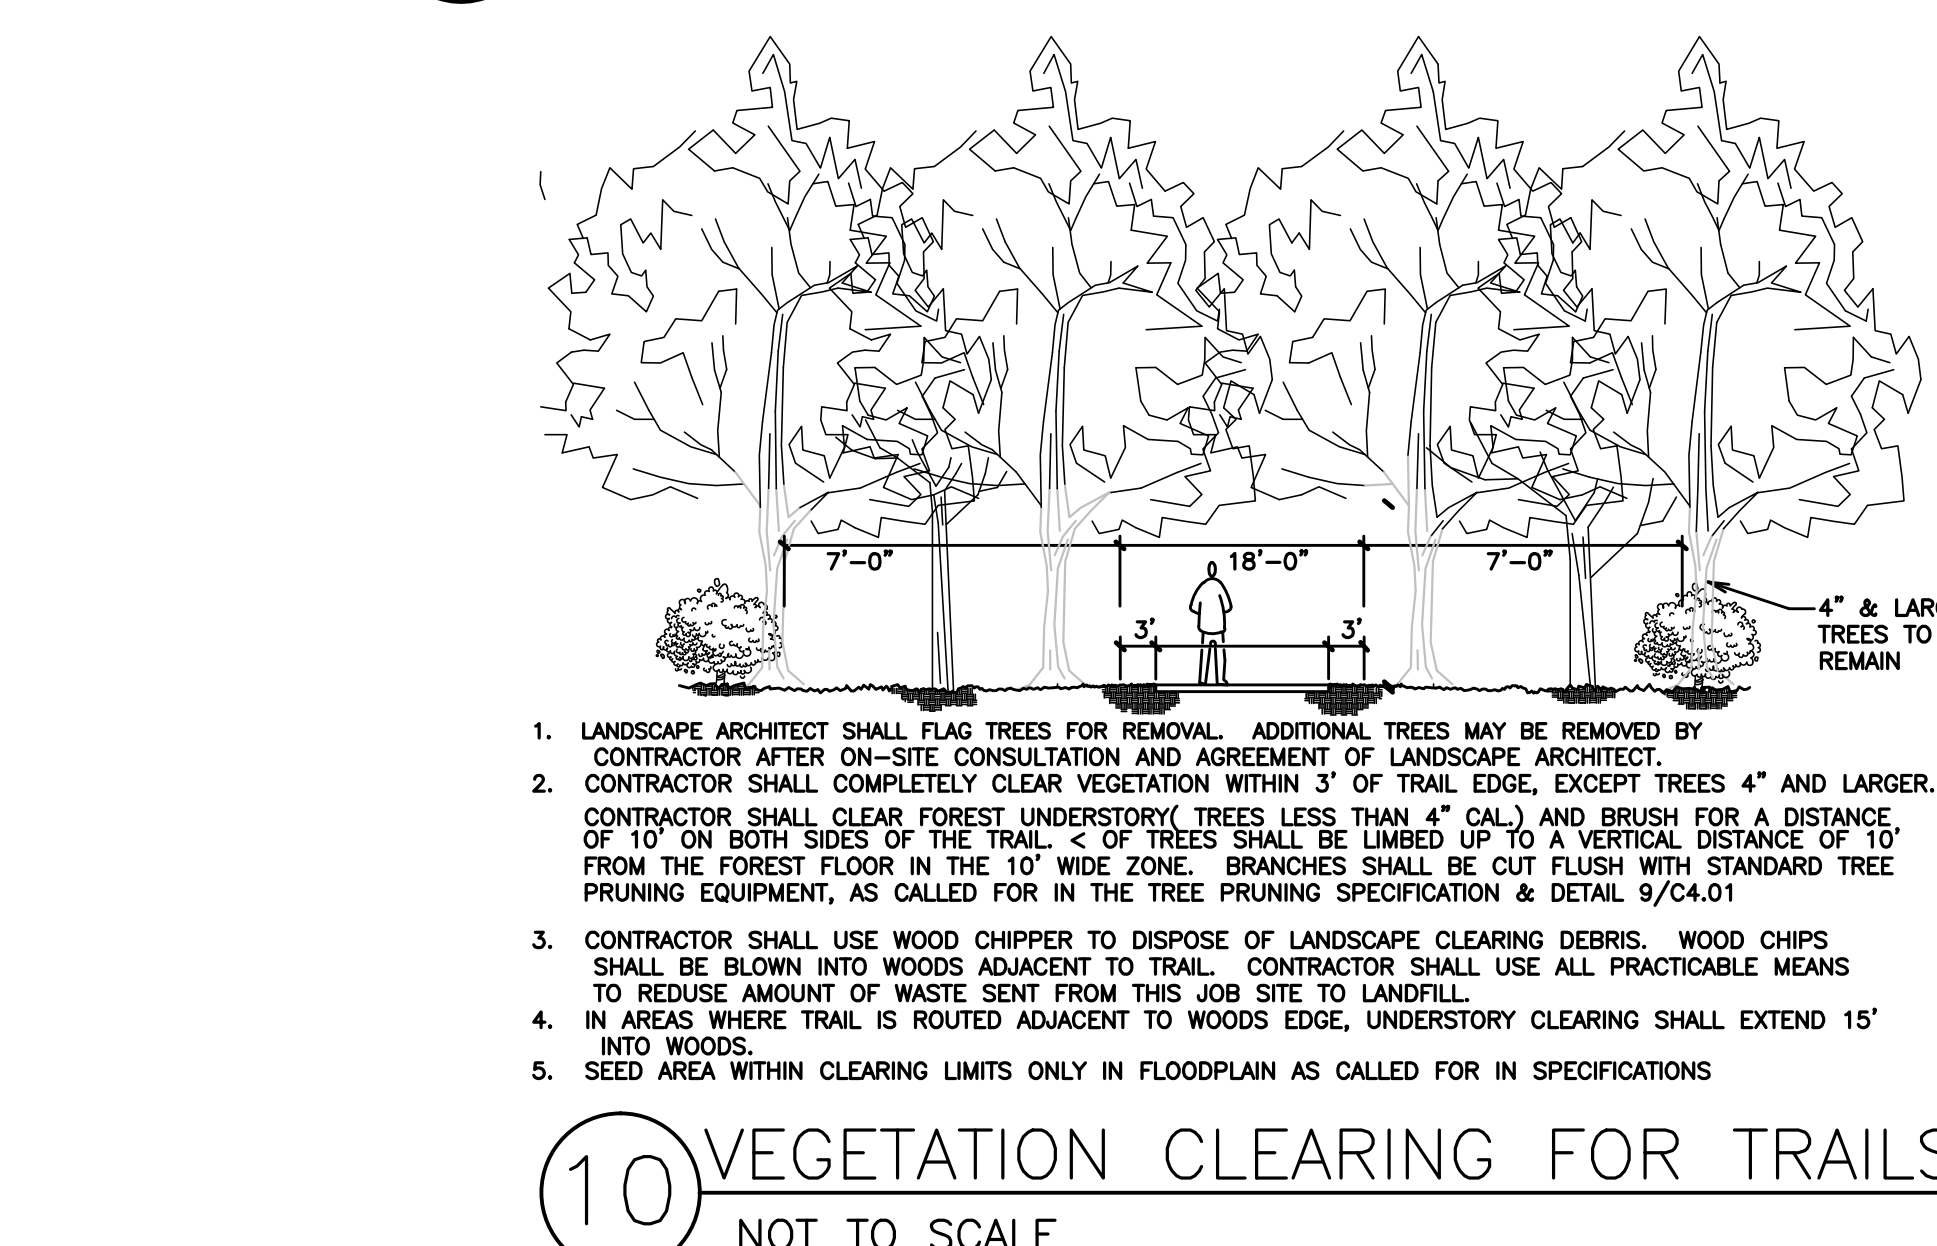 7'-0" 18'-0" 7'-0"
3' 3'
4" & LAR
TREES TO
REMAIN
1. LANDSCAPE ARCHITECT SHALL FLAG TREES FOR REMOVAL. ADDITIONAL TREES MAY BE REMOVED BY
CONTRACTOR AFTER ON-SITE CONSULTATION AND AGREEMENT OF LANDSCAPE ARCHITECT.
2. CONTRACTOR SHALL COMPLETELY CLEAR VEGETATION WITHIN 3' OF TRAIL EDGE, EXCEPT TREES 4" AND LARGER.
CONTRACTOR SHALL CLEAR FOREST UNDERSTORY( TREES LESS THAN 4" CAL.) AND BRUSH FOR A DISTANCE
OF 10' ON BOTH SIDES OF THE TRAIL. < OF TREES SHALL BE LIMBED UP TO A VERTICAL DISTANCE OF 10'
FROM THE FOREST FLOOR IN THE 10' WIDE ZONE. BRANCHES SHALL BE CUT FLUSH WITH STANDARD TREE
PRUNING EQUIPMENT, AS CALLED FOR IN THE TREE PRUNING SPECIFICATION & DETAIL 9/C4.01
3. CONTRACTOR SHALL USE WOOD CHIPPER TO DISPOSE OF LANDSCAPE CLEARING DEBRIS. WOOD CHIPS
SHALL BE BLOWN INTO WOODS ADJACENT TO TRAIL. CONTRACTOR SHALL USE ALL PRACTICABLE MEANS
TO REDUSE AMOUNT OF WASTE SENT FROM THIS JOB SITE TO LANDFILL.
4. IN AREAS WHERE TRAIL IS ROUTED ADJACENT TO WOODS EDGE, UNDERSTORY CLEARING SHALL EXTEND 15'
INTO WOODS.
5. SEED AREA WITHIN CLEARING LIMITS ONLY IN FLOODPLAIN AS CALLED FOR IN SPECIFICATIONS
10 VEGETATION CLEARING FOR TRAILS
NOT TO SCALE